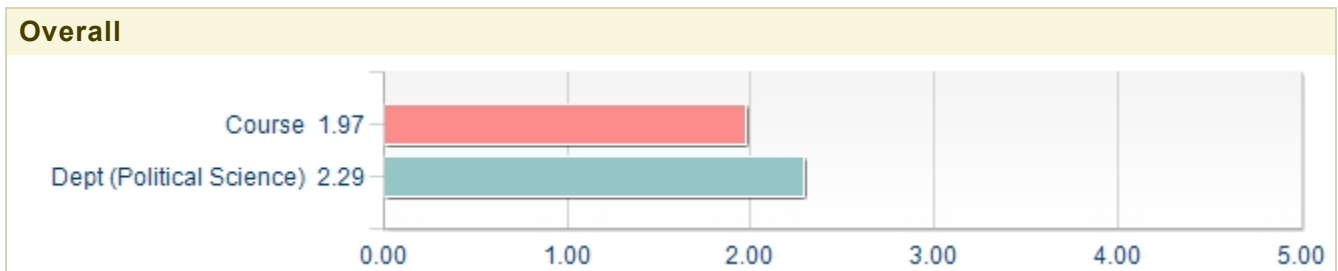 Overall
Course 1.97
Dept (Political Science) 2.29
0.00 1.00 2.00 3.00 4.00 5.00